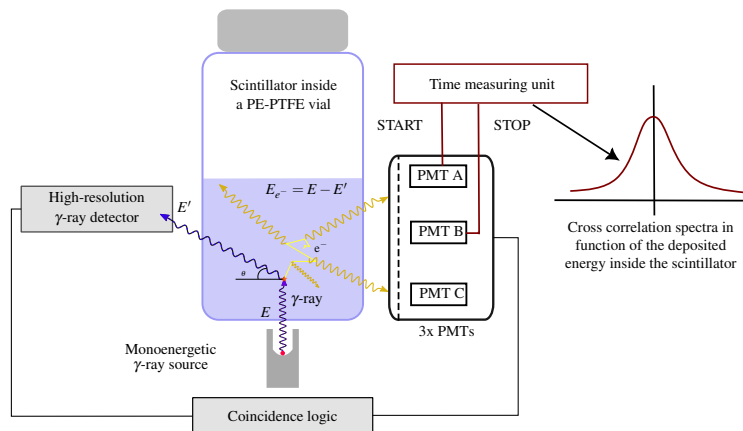 Scintillator inside
a PE-PTFE vial
Time measuring unit
START
STOP
High-resolution
γ-ray detector
E′
E_{e^-} = E − E′
e⁻
θ
γ-ray
E
PMT A
PMT B
PMT C
3x PMTs
Cross correlation spectra in
function of the deposited
energy inside the scintillator
Monoenergetic
γ-ray source
Coincidence logic